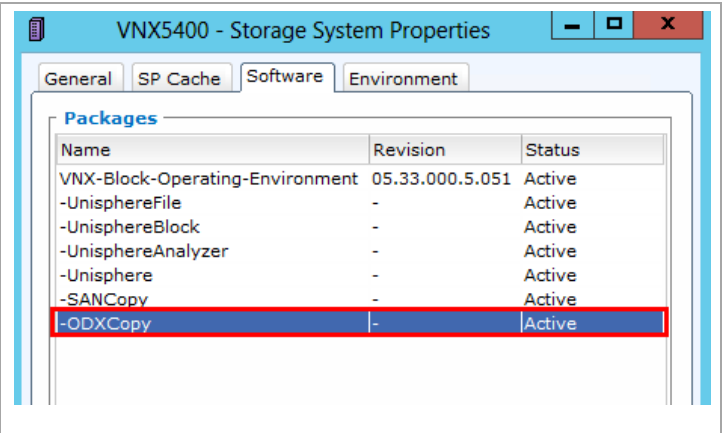 VNX5400 - Storage System Properties
General SP Cache Software Environment
Packages
Name Revision Status
VNX-Block-Operating-Environment 05.33.000.5.051 Active
-UnisphereFile - Active
-UnisphereBlock - Active
-UnisphereAnalyzer - Active
-Unisphere - Active
-SANCopy - Active
-ODXCopy - Active